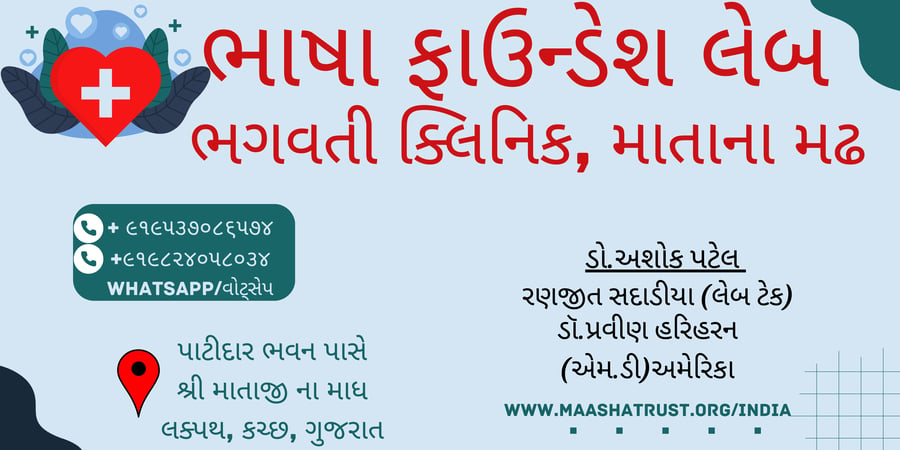 ભાષા ફાઉન્ડેશ લેબ
ભગવતી ક્લિનિક, માતાના મઢ
+ ૯૧૯૫૩૭૦૮૬૫૭૪
+૯૧૯૮૨૪૦૫૮૦૩૪
WHATSAPP/વોટ્સેપ
પાટીદાર ભવન પાસે
શ્રી માતાજી ના માધ
લક્પથ, કચ્છ, ગુજરાત
ડો.અશોક પટેલ
રણજીત સદાડીયા (લેબ ટેક)
ડૉ.પ્રવીણ હરિહરન
(એમ.ડી)અમેરિકા
WWW.MAASHATRUST.ORG/INDIA